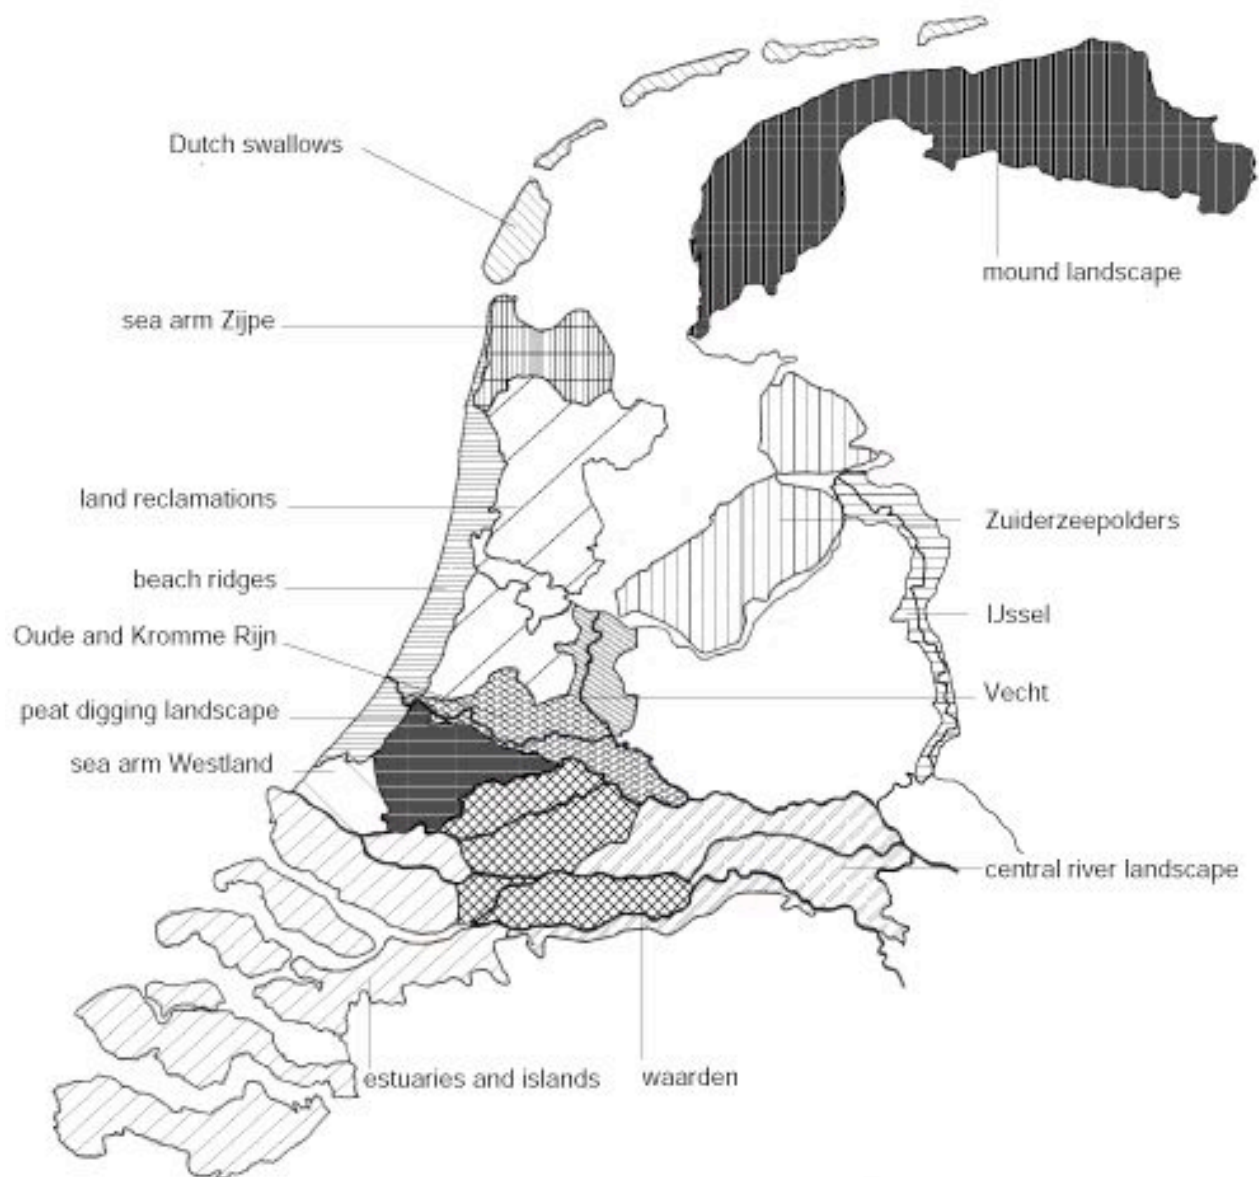 Dutch swallows
mound landscape
sea arm Zijpe
land reclamations
Zuiderzeepolders
beach ridges
IJssel
Oude and Kromme Rijn
Vecht
peat digging landscape
sea arm Westland
central river landscape
estuaries and islands
waarden